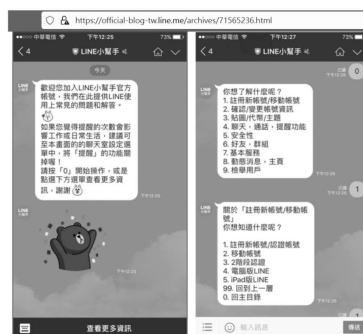 https://official-blog-tw.line.me/archives/71565236.html
中華電信
下午12:26
73%
4
LINE小幫手
今天
歡迎您加入LINE小幫手官方
帳號，我們在此提供LINE使
用上常見的問題和解答。
如果您覺得提醒的次數會影
響工作或日常生活，建議可
至本畫面的的聊天室設定選
單中，將「提醒」的功能關
掉喔！
請按「0」開始操作，或是
點選下方選單查看更多資
訊，謝謝
查看更多資訊
中華電信
下午12:27
73%
4
LINE小幫手
0
你想了解什麼呢？
1. 註冊新帳號/移動帳號
2. 確認/變更帳號資訊
3. 貼圖/代幣/主題
4. 聊天，通話，提醒功能
5. 安全性
6. 好友，群組
7. 基本服務
8. 動態消息，主頁
9. 檢舉用戶
1
關於「註冊新帳號/移動帳
號」
你想知道什麼呢？
1. 註冊新帳號/認證帳號
2. 移動帳號
3. 2階段認證
4. 電腦版LINE
5. iPad版LINE
99. 回到上一層
0. 回主目錄
輸入訊息
傳送